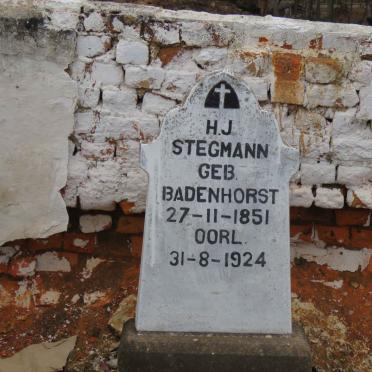 H.J
STEGMANN
GEB.
BADENHORST
27-11-1851
OORL.
31-8-1924